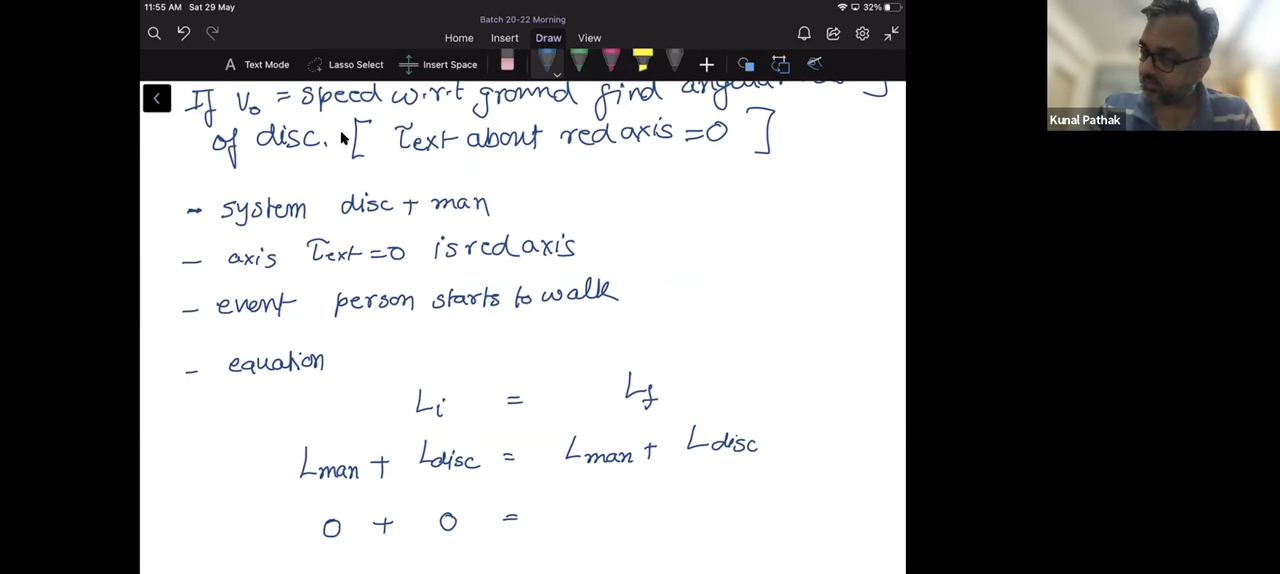 11:55 AM Sat 29 May
32%
Batch 20-22 Morning
Home Insert Draw View
Text Mode Lasso Select Insert Space
If v₀ = speed w.r.t ground find
of disc. [ τext about red axis = 0 ]
- system disc + man
- axis τext = 0 is red axis
- event person starts to walk
- equation
Li = Lf
Lman + Ldisc = Lman + Ldisc
0 + 0 =
Kunal Pathak